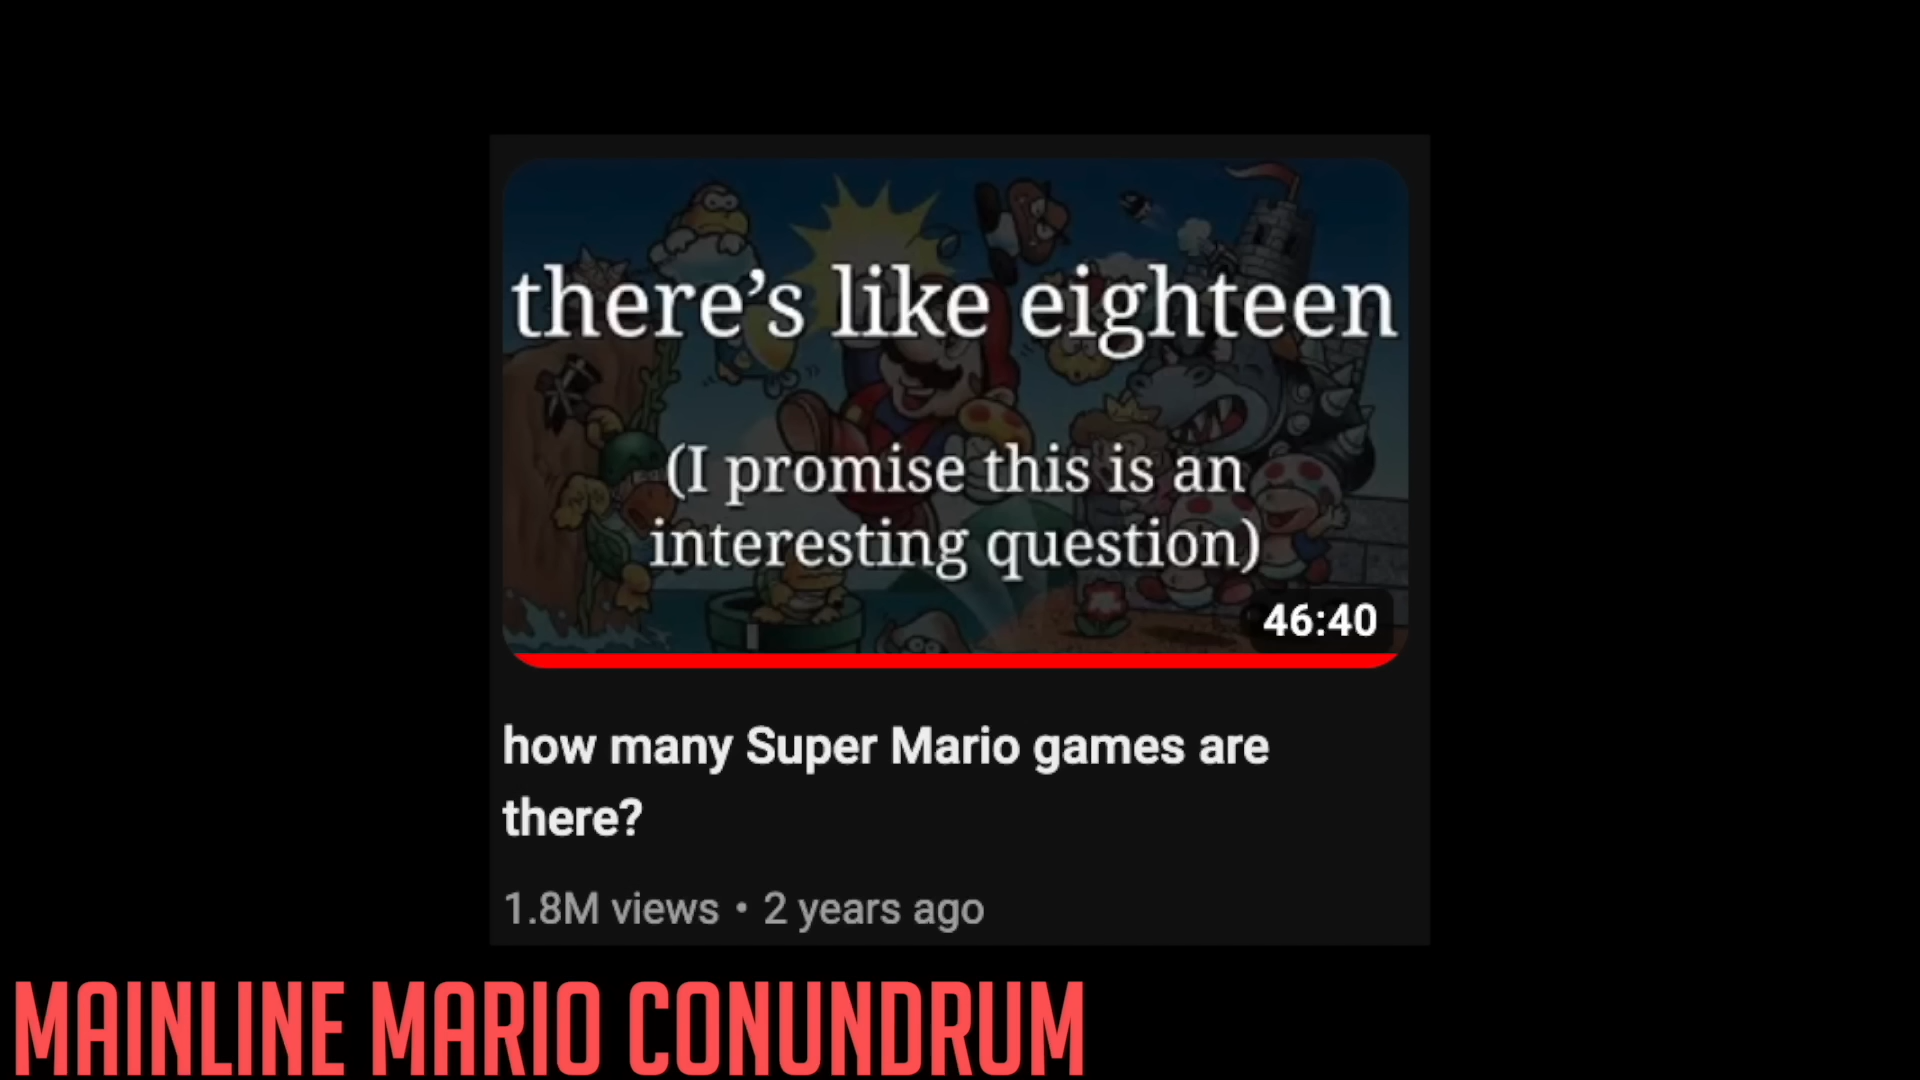 there’s like eighteen
(I promise this is an
interesting question)
46:40
how many Super Mario games are
there?
1.8M views • 2 years ago
MAINLINE MARIO CONUNDRUM